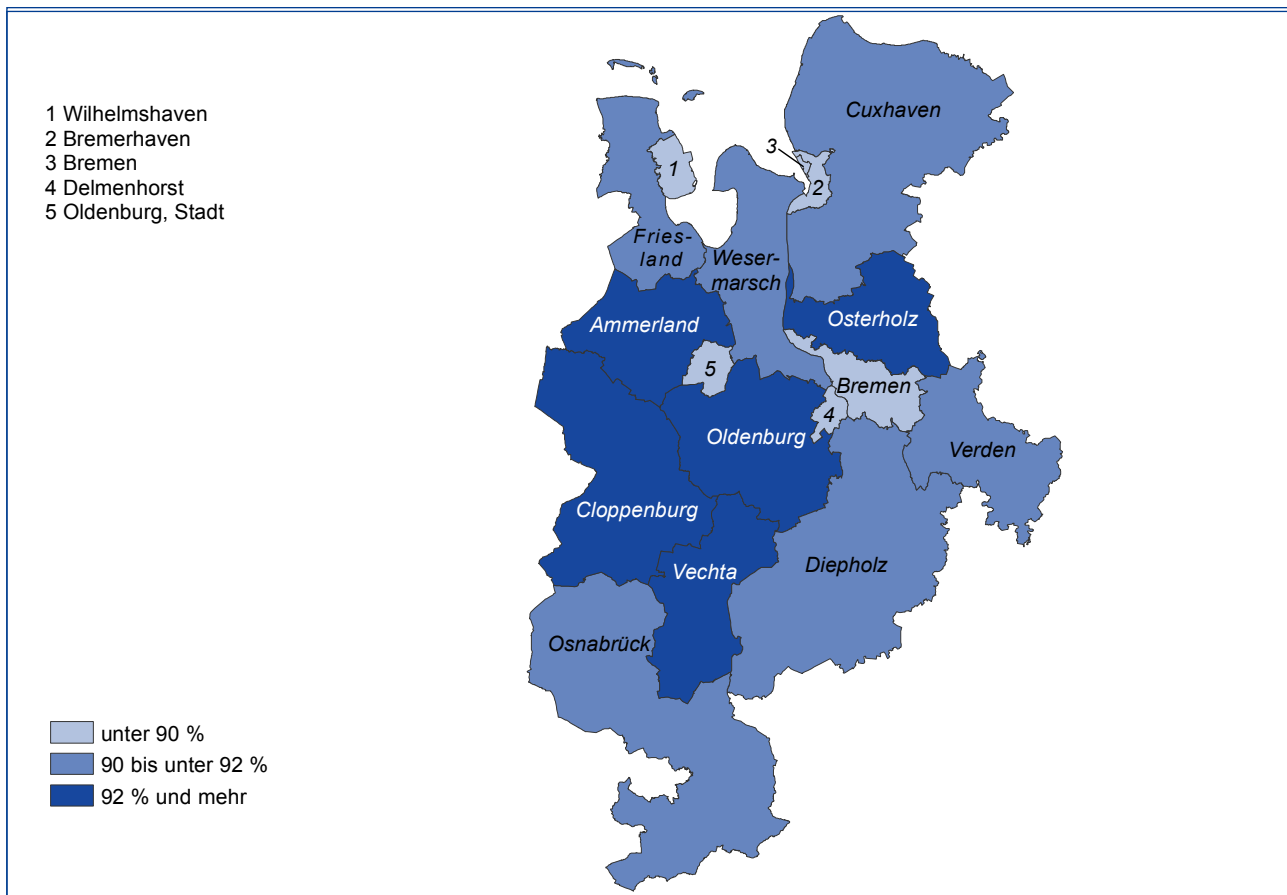 1 Wilhelmshaven
2 Bremerhaven
3 Bremen
4 Delmenhorst
5 Oldenburg, Stadt
Cuxhaven
3
1
2
Fries-
land
Weser-
marsch
Osterholz
Ammerland
5
Bremen
4
Oldenburg
Verden
Cloppenburg
Vechta
Diepholz
Osnabrück
unter 90 %
90 bis unter 92 %
92 % und mehr